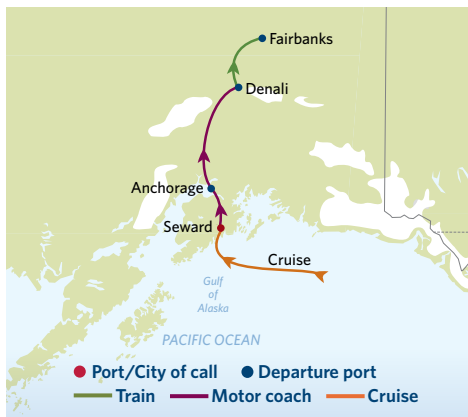 Fairbanks
Denali
Anchorage
Seward
Cruise
Gulf
of
Alaska
PACIFIC OCEAN
Port/City of call Departure port
Train Motor coach Cruise